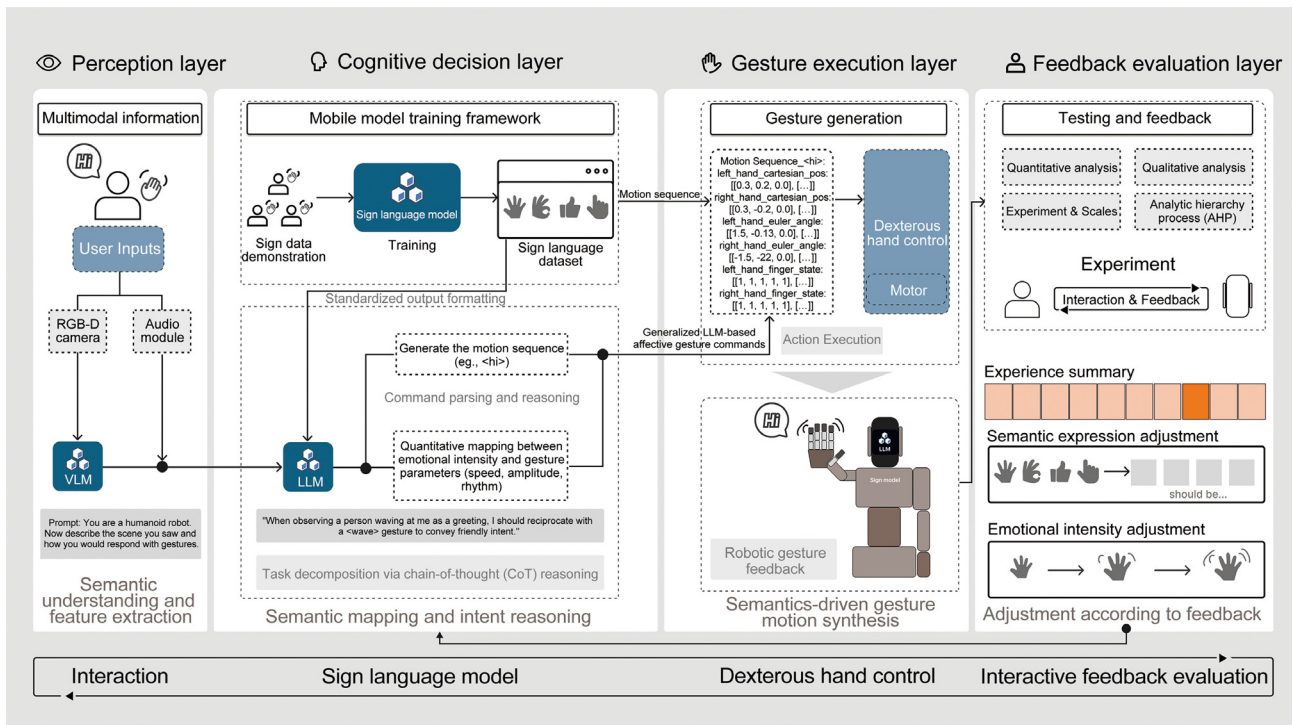 Perception layer
Cognitive decision layer
Gesture execution layer
Feedback evaluation layer
Multimodal information
Hi
User Inputs
RGB-D
camera
Audio
module
VLM
Prompt: You are a humanoid robot.
Now describe the scene you saw and
how you would respond with gestures.
Semantic
understanding and
feature extraction
Mobile model training framework
Sign data
demonstration
Sign language model
Training
Sign language
dataset
Motion sequence
Standardized output formatting
Generate the motion sequence
(eg., <hi>)
Command parsing and reasoning
Quantitative mapping between
emotional intensity and gesture
parameters (speed, amplitude,
rhythm)
LLM
Generalized LLM-based
affective gesture commands
"When observing a person waving at me as a greeting, I should reciprocate with
a <wave> gesture to convey friendly intent."
Task decomposition via chain-of-thought (CoT) reasoning
Semantic mapping and intent reasoning
Gesture generation
Motion Sequence_<hi>:
left_hand_cartesian_pos:
[[0.3, 0.2, 0.0], [...]]
right_hand_cartesian_pos:
[[0.3, -0.2, 0.0], [...]]
left_hand_euler_angle:
[[1.5, -0.13, 0.0], [...]]
right_hand_euler_angle:
[[-1.5, -22, 0.0], [...]]
left_hand_finger_state:
[[1, 1, 1, 1, 1], [...]]
right_hand_finger_state:
[[1, 1, 1, 1, 1], [...]]
Dexterous
hand control
Motor
Action Execution
Hi
LLM
Sign model
Robotic gesture
feedback
Semantics-driven gesture
motion synthesis
Testing and feedback
Quantitative analysis
Qualitative analysis
Experiment & Scales
Analytic hierarchy
process (AHP)
Experiment
Interaction & Feedback
Experience summary
Semantic expression adjustment
should be...
Emotional intensity adjustment
Adjustment according to feedback
Interaction
Sign language model
Dexterous hand control
Interactive feedback evaluation